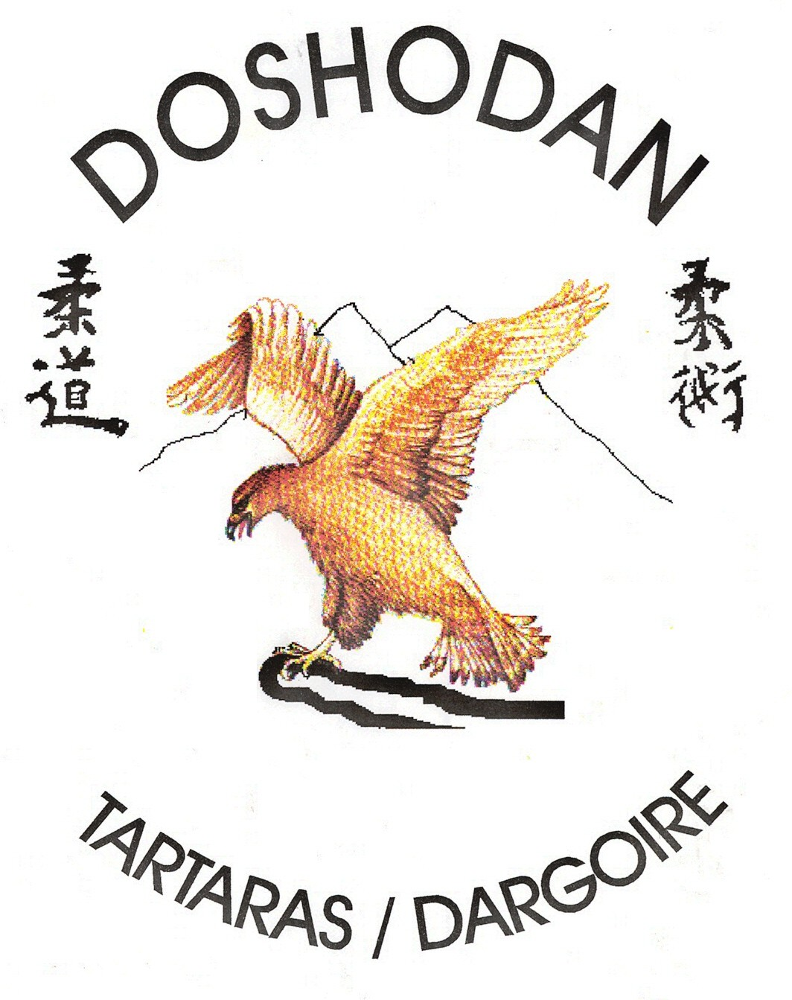 DOSHODAN
柔道
柔術
TARTARAS / DARGOIRE